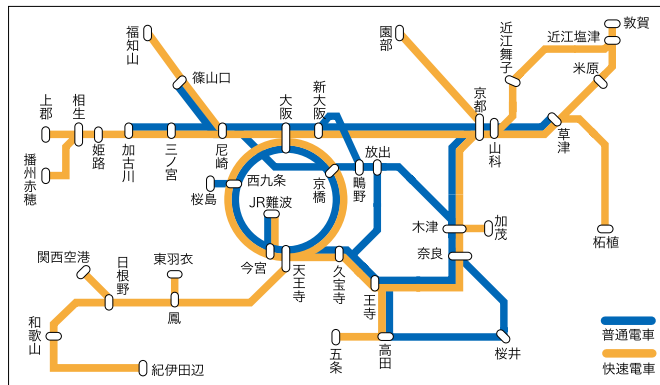 敦賀
近江塩津
園部
福知山
近江舞子
米原
篠山口
新大阪
大阪
京都
上郡
相生
姫路
加古川
三ノ宮
尼崎
山科
草津
放出
鴫野
京橋
播州赤穂
西九条
桜島
JR難波
木津
加茂
柘植
奈良
関西空港
日根野
東羽衣
今宮
天王寺
久宝寺
王寺
鳳
和歌山
紀伊田辺
五条
高田
桜井
普通電車
快速電車